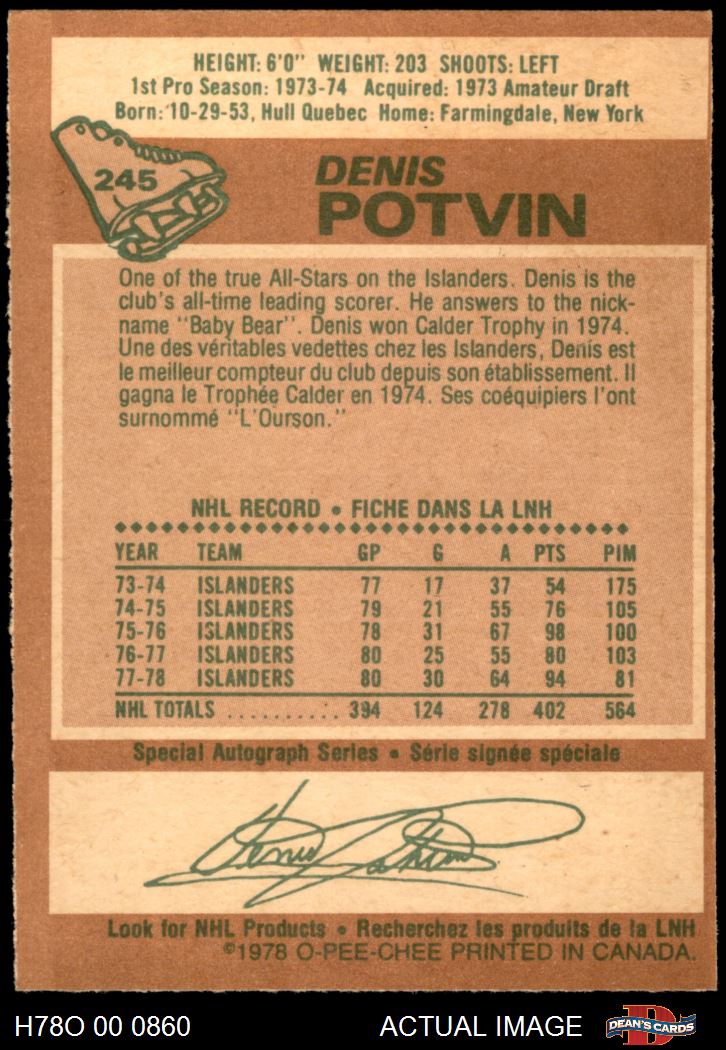 HEIGHT: 6'0" WEIGHT: 203 SHOOTS: LEFT
1st Pro Season: 1973-74 Acquired: 1973 Amateur Draft
Born: 10-29-53, Hull Quebec Home: Farmingdale, New York
245
DENIS
POTVIN
One of the true All-Stars on the Islanders. Denis is the
club's all-time leading scorer. He answers to the nick-
name "Baby Bear". Denis won Calder Trophy in 1974.
Une des véritables vedettes chez les Islanders, Denis est
le meilleur compteur du club depuis son établissement. Il
gagna le Trophée Calder en 1974. Ses coéquipiers l'ont
surnommé "L'Ourson."
NHL RECORD • FICHE DANS LA LNH
YEAR TEAM GP G A PTS PIM
73-74 ISLANDERS 77 17 37 54 175
74-75 ISLANDERS 79 21 55 76 105
75-76 ISLANDERS 78 31 67 98 100
76-77 ISLANDERS 80 25 55 80 103
77-78 ISLANDERS 80 30 64 94 81
NHL TOTALS .......... 394 124 278 402 564
Special Autograph Series • Série signée spéciale
Denis Potvin
Look for NHL Products • Recherchez les produits de la LNH
©1978 O-PEE-CHEE PRINTED IN CANADA.
H78O 00 0860 ACTUAL IMAGE D DEAN'S CARDS